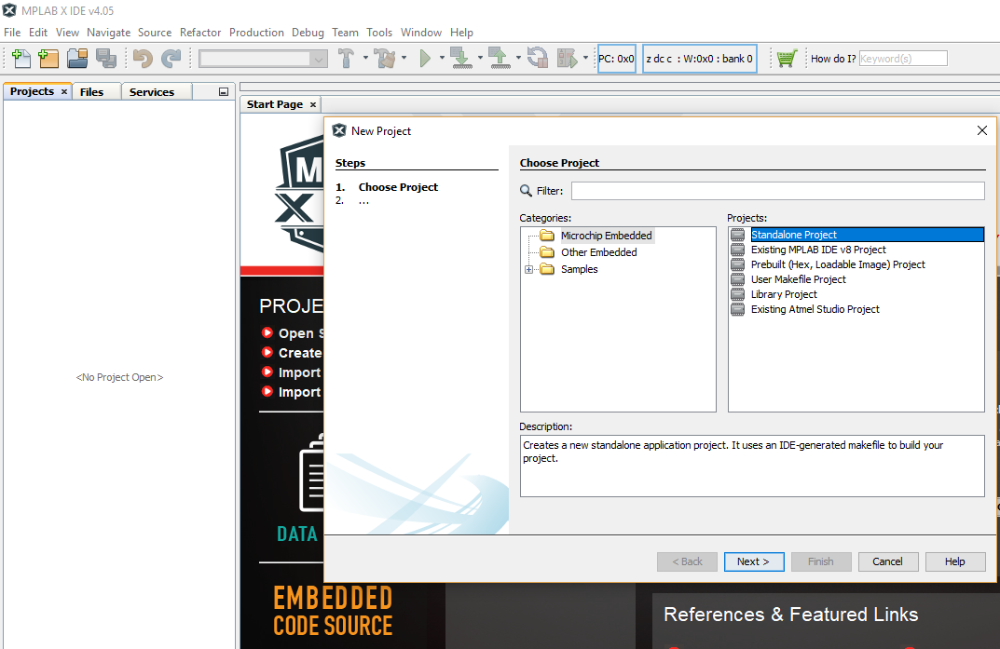 MPLAB X IDE v4.05
File Edit View Navigate Source Refactor Production Debug Team Tools Window Help
PC: 0x0
z dc c : W:0x0 : bank 0
How do I?
Keyword(s)
Projects
Files
Services
Start Page
<No Project Open>
M
X
PROJE
Open S
Create
Import
Import
DATA
EMBEDDED
CODE SOURCE
New Project
Steps
1. Choose Project
2. ...
Choose Project
Filter:
Categories:
Microchip Embedded
Other Embedded
Samples
Projects:
Standalone Project
Existing MPLAB IDE v8 Project
Prebuilt (Hex, Loadable Image) Project
User Makefile Project
Library Project
Existing Atmel Studio Project
Description:
Creates a new standalone application project. It uses an IDE-generated makefile to build your
project.
< Back
Next >
Finish
Cancel
Help
References & Featured Links